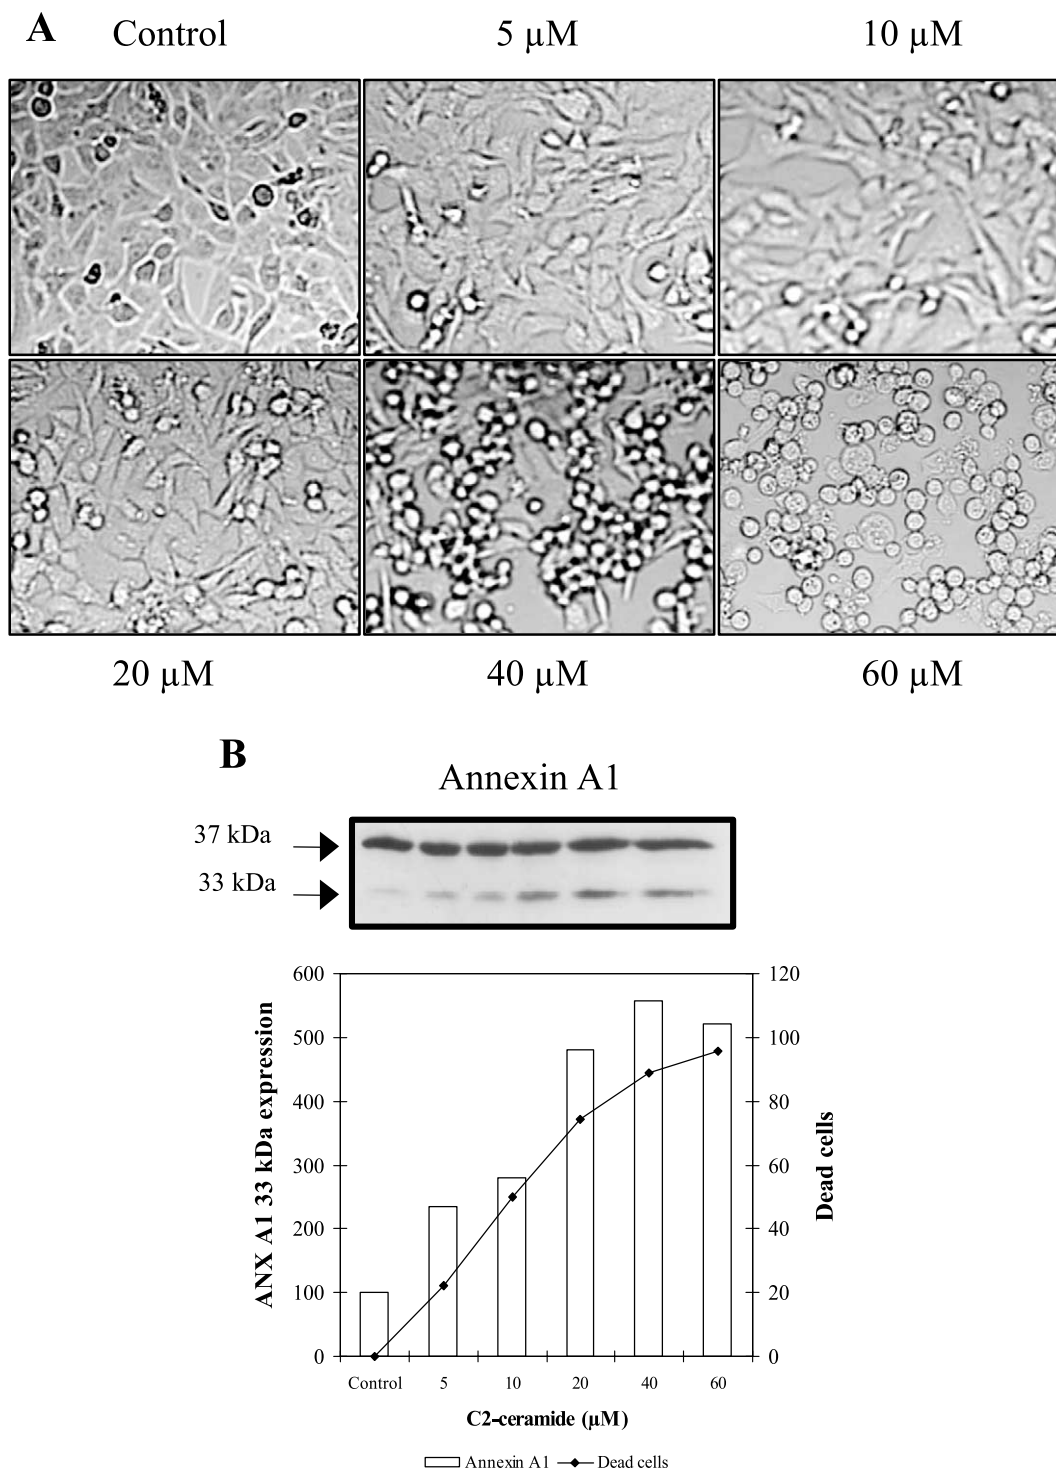 A
Control 5 µM 10 µM
20 µM 40 µM 60 µM
B
Annexin A1
37 kDa
33 kDa
ANX A1 33 kDa expression
600
500
400
300
200
100
0
120
100
80
60
40
20
0
Dead cells
Control 5 10 20 40 60
C2-ceramide (µM)
Annexin A1 Dead cells